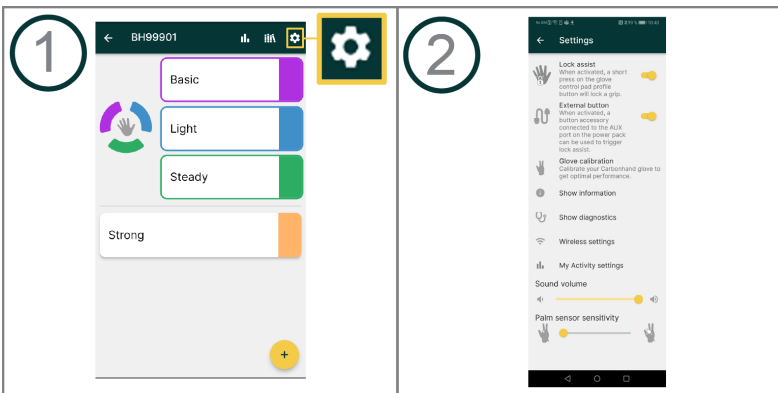 1
BH99901
Basic
Light
Steady
Strong
+
2
10:40
Settings
Lock assist
When activated, a short
press on the glove
control pad profile
button will lock a grip.
External button
When activated, a
button accessory
connected to the AUX
port on the power pack
can be used to trigger
lock assist.
Glove calibration
Calibrate your Carbonhand glove to
get optimal performance.
Show information
Show diagnostics
Wireless settings
My Activity settings
Sound volume
Palm sensor sensitivity